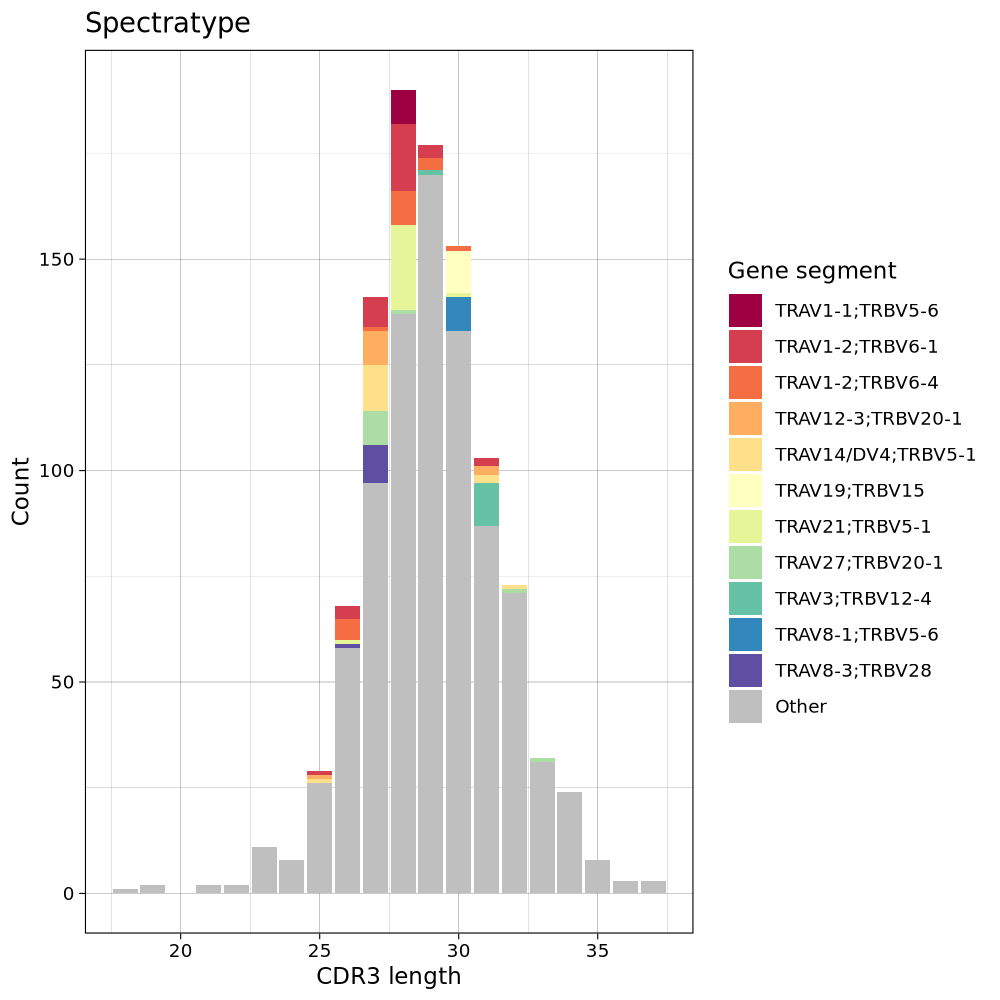 Spectratype
Count
150
100
50
0
20 25 30 35
CDR3 length
Gene segment
TRAV1-1;TRBV5-6
TRAV1-2;TRBV6-1
TRAV1-2;TRBV6-4
TRAV12-3;TRBV20-1
TRAV14/DV4;TRBV5-1
TRAV19;TRBV15
TRAV21;TRBV5-1
TRAV27;TRBV20-1
TRAV3;TRBV12-4
TRAV8-1;TRBV5-6
TRAV8-3;TRBV28
Other